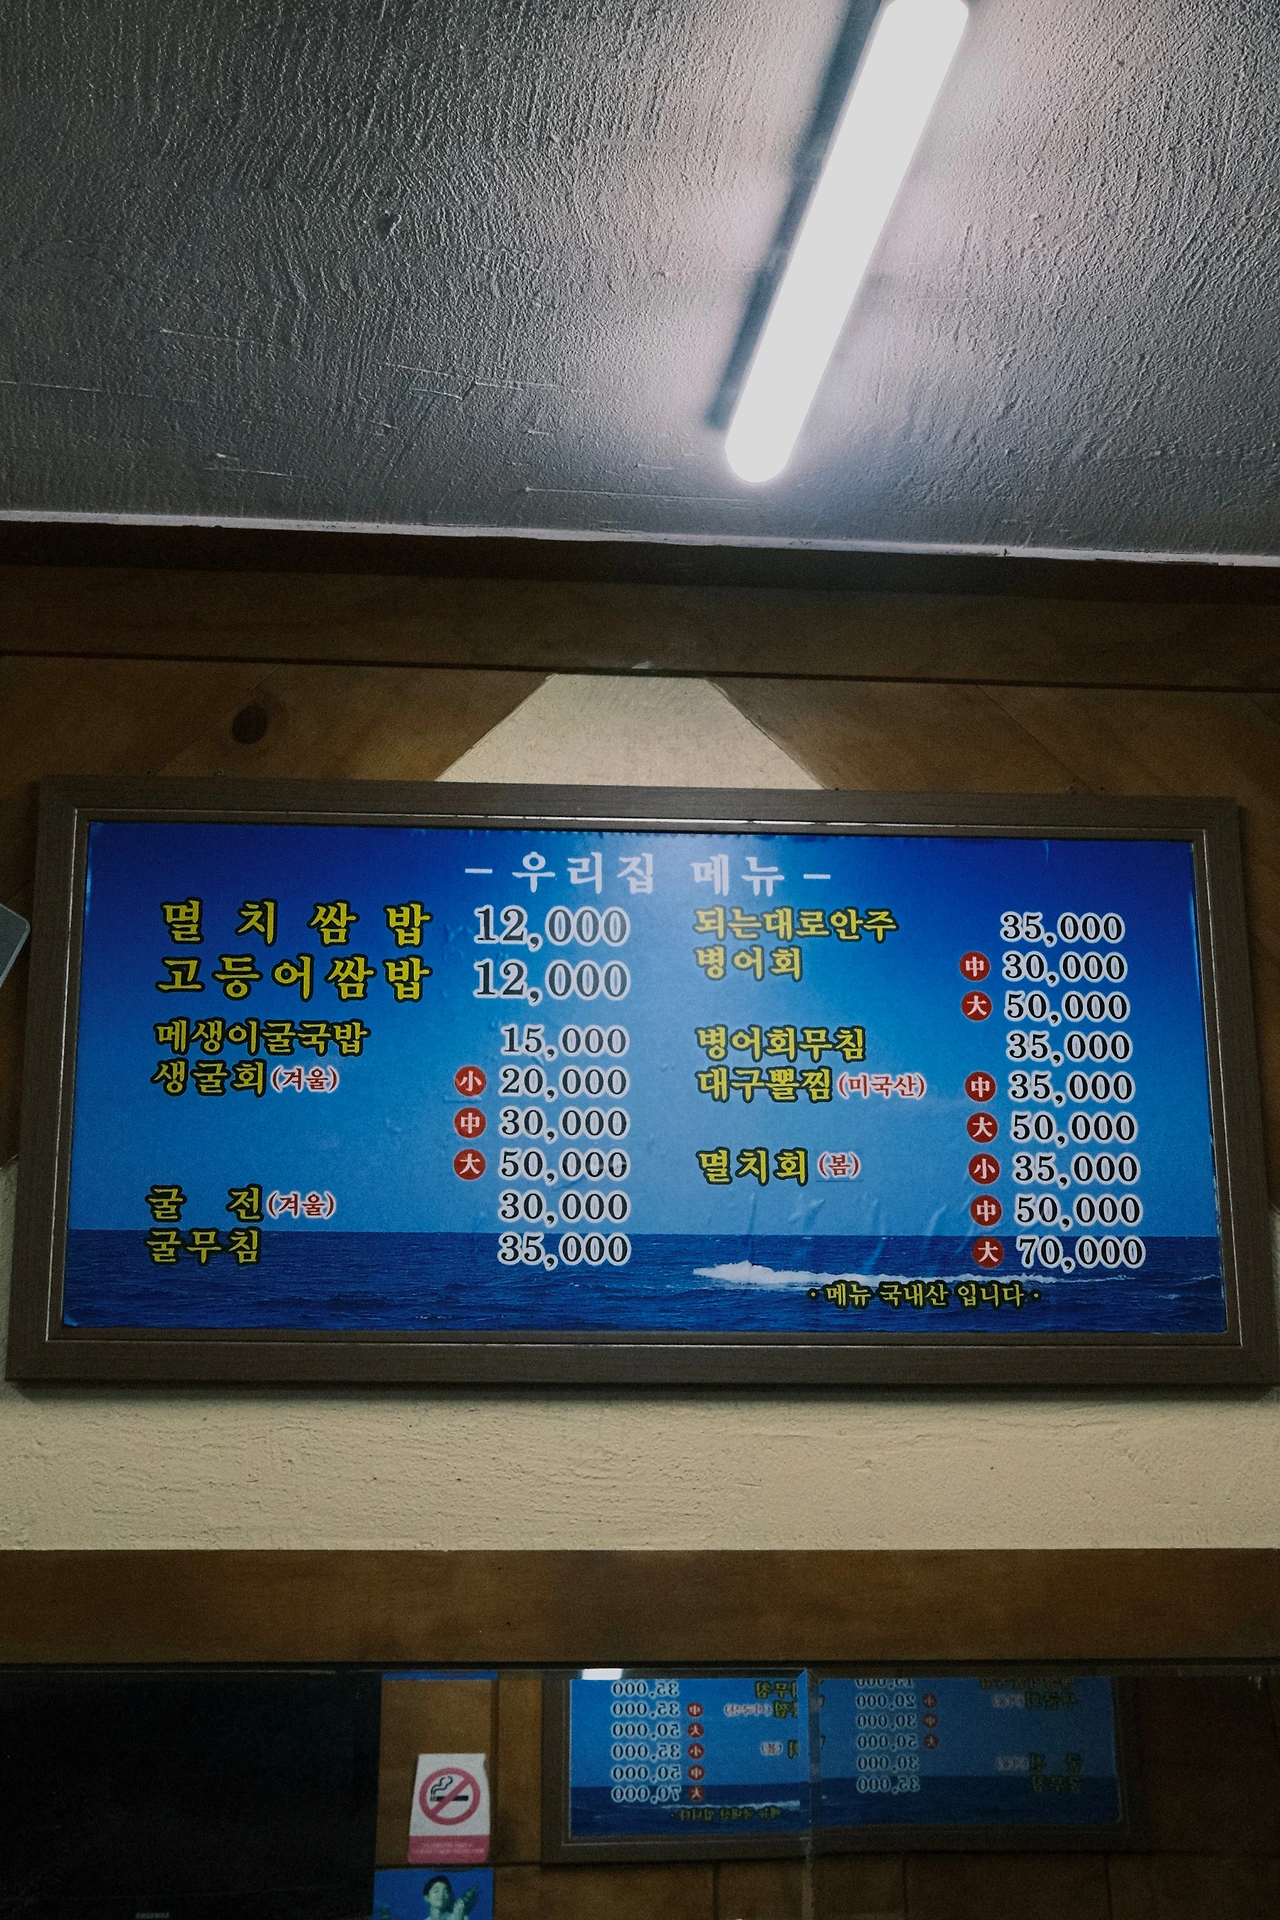 - 우리집 메뉴 -
멸치쌈밥 12,000
고등어쌈밥 12,000
메생이굴국밥 15,000
생굴회(겨울) 小 20,000
中 30,000
大 50,000
굴 전(겨울) 30,000
굴무침 35,000
되는대로안주 35,000
병어회 中 30,000
大 50,000
병어회무침 35,000
대구뽈찜(미국산) 中 35,000
大 50,000
멸치회(봄) 小 35,000
中 50,000
大 70,000
·메뉴 국내산 입니다·